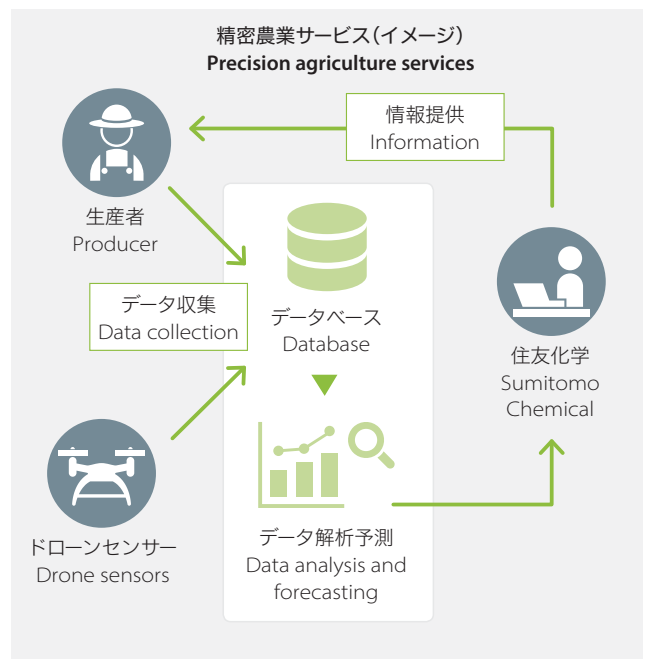 精密農業サービス(イメージ)
Precision agriculture services
情報提供
Information
生産者
Producer
データ収集
Data collection
データベース
Database
住友化学
Sumitomo
Chemical
ドローンセンサー
Drone sensors
データ解析予測
Data analysis and
forecasting